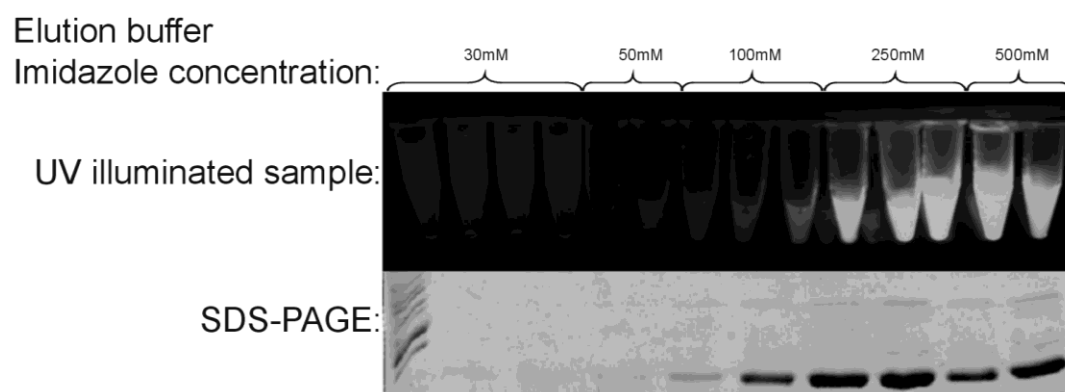 Elution buffer
Imidazole concentration:
30mM 50mM 100mM 250mM 500mM
UV illuminated sample:
SDS-PAGE: